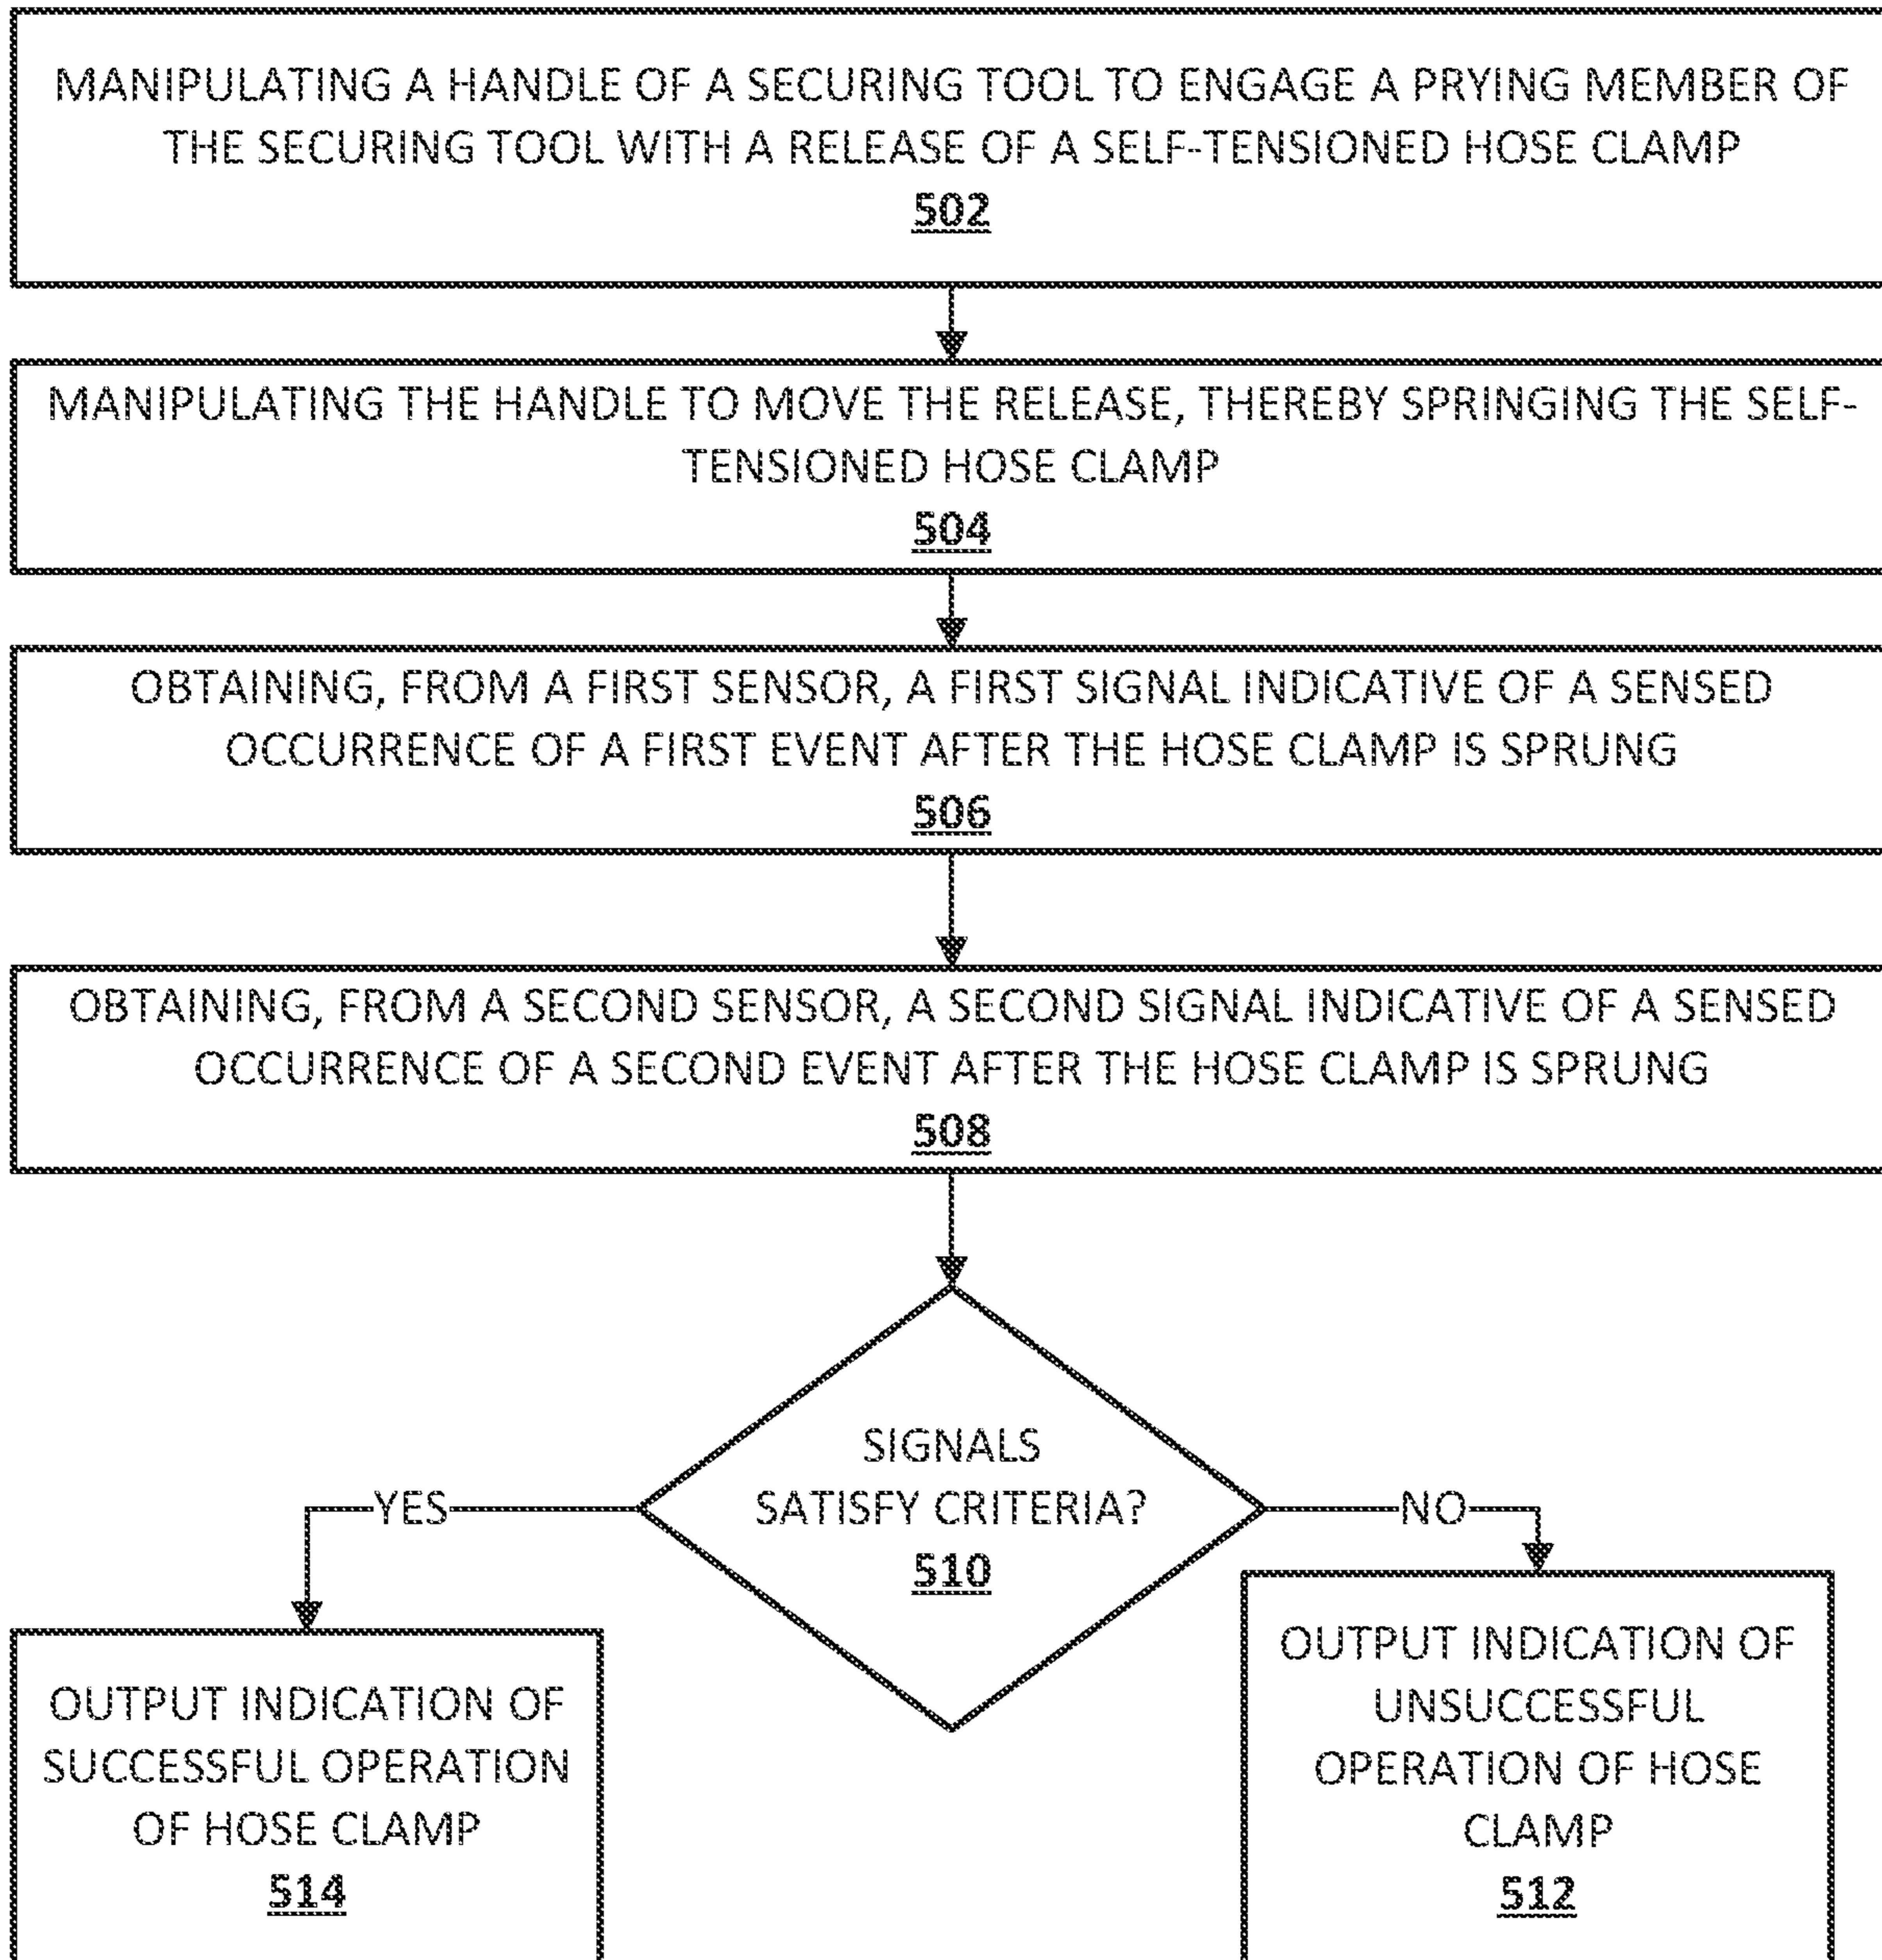 MANIPULATING A HANDLE OF A SECURING TOOL TO ENGAGE A PRYING MEMBER OF
THE SECURING TOOL WITH A RELEASE OF A SELF-TENSIONED HOSE CLAMP
502
MANIPULATING THE HANDLE TO MOVE THE RELEASE, THEREBY SPRINGING THE SELF-
TENSIONED HOSE CLAMP
504
OBTAINING, FROM A FIRST SENSOR, A FIRST SIGNAL INDICATIVE OF A SENSED
OCCURRENCE OF A FIRST EVENT AFTER THE HOSE CLAMP IS SPRUNG
506
OBTAINING, FROM A SECOND SENSOR, A SECOND SIGNAL INDICATIVE OF A SENSED
OCCURRENCE OF A SECOND EVENT AFTER THE HOSE CLAMP IS SPRUNG
508
SIGNALS
SATISFY CRITERIA?
510
YES
NO
OUTPUT INDICATION OF
SUCCESSFUL OPERATION
OF HOSE CLAMP
514
OUTPUT INDICATION OF
UNSUCCESSFUL
OPERATION OF HOSE
CLAMP
512